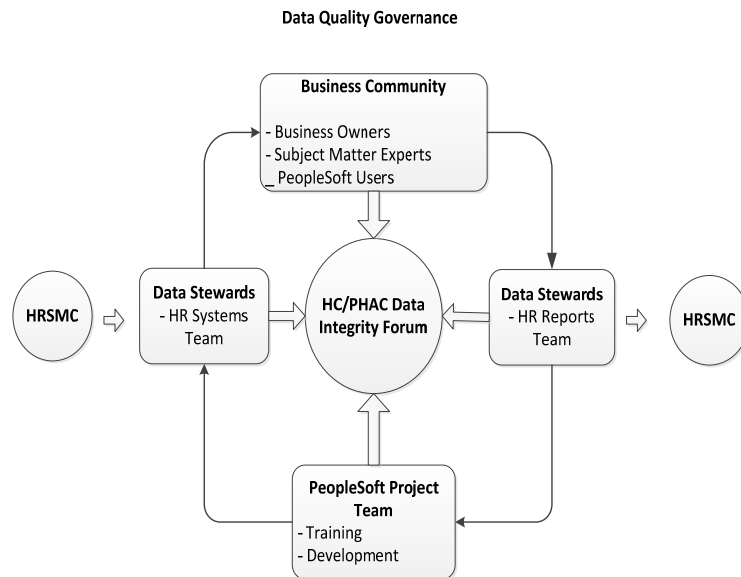 Data Quality Governance
Business Community
- Business Owners
- Subject Matter Experts
_ PeopleSoft Users
HRSMC
Data Stewards
- HR Systems
Team
HC/PHAC Data
Integrity Forum
Data Stewards
- HR Reports
Team
HRSMC
PeopleSoft Project
Team
- Training
- Development